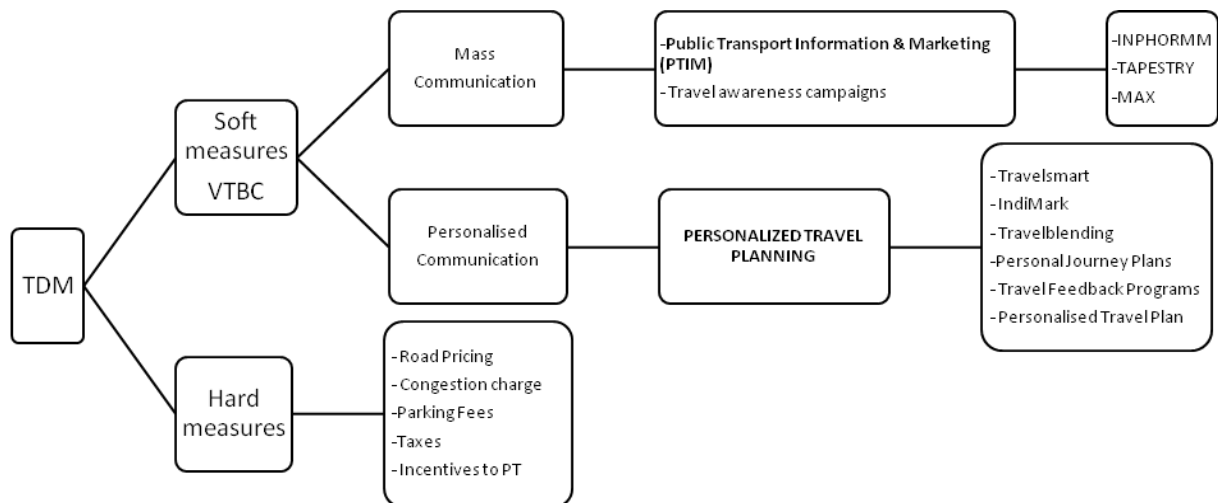 TDM
Soft
measures
VTBC
Mass
Communication
-Public Transport Information & Marketing
(PTIM)
-Travel awareness campaigns
-INPHORMM
-TAPESTRY
-MAX
Personalised
Communication
PERSONALIZED TRAVEL
PLANNING
-Travelsmart
-IndiMark
-Travelblending
-Personal Journey Plans
-Travel Feedback Programs
-Personalised Travel Plan
Hard
measures
-Road Pricing
-Congestion charge
-Parking Fees
-Taxes
-Incentives to PT